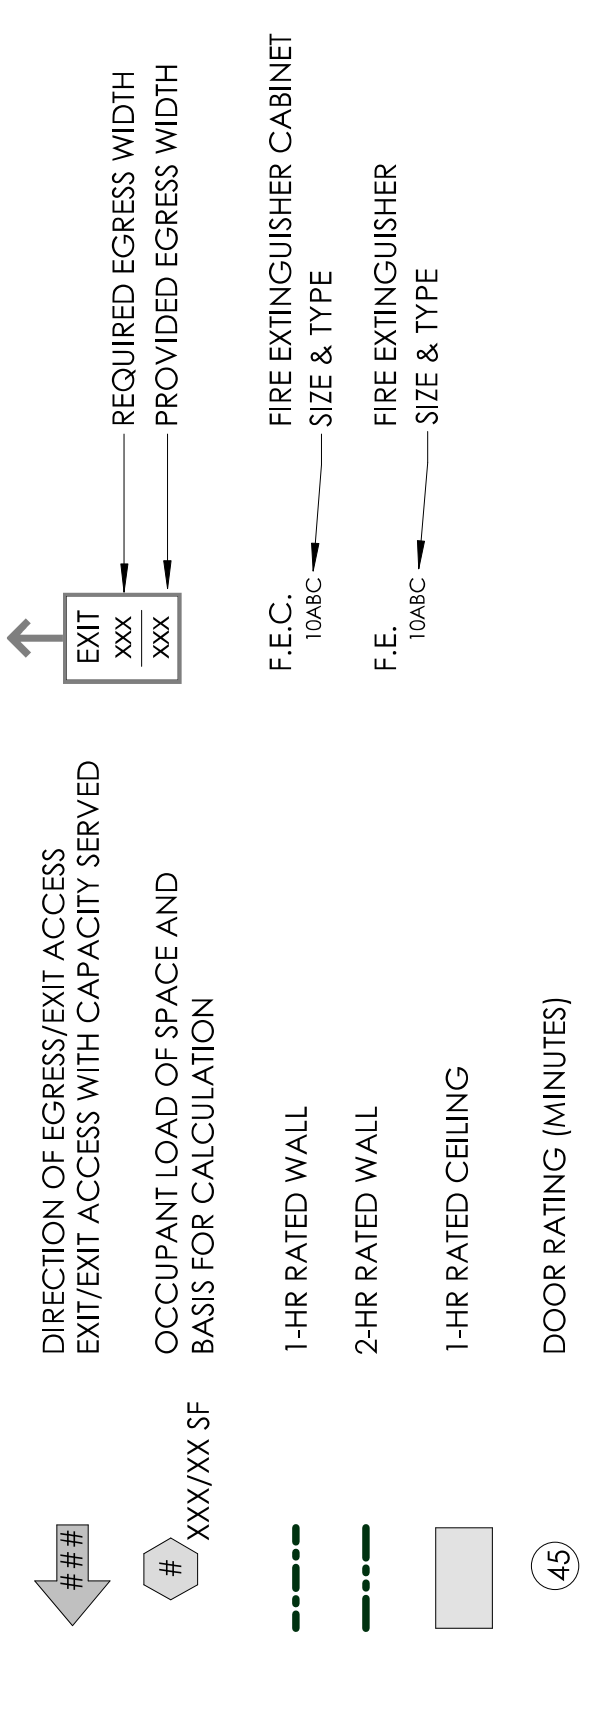 ###
DIRECTION OF EGRESS/EXIT ACCESS
EXIT/EXIT ACCESS WITH CAPACITY SERVED
#
XXX/XX SF
OCCUPANT LOAD OF SPACE AND
BASIS FOR CALCULATION
1-HR RATED WALL
2-HR RATED WALL
1-HR RATED CEILING
45
DOOR RATING (MINUTES)
EXIT
XXX
XXX
REQUIRED EGRESS WIDTH
PROVIDED EGRESS WIDTH
F.E.C.
10ABC
FIRE EXTINGUISHER CABINET
SIZE & TYPE
F.E.
10ABC
FIRE EXTINGUISHER
SIZE & TYPE